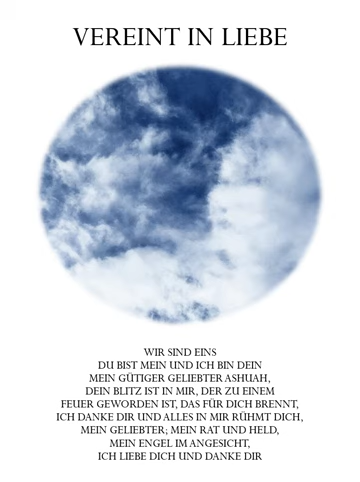 VEREINT IN LIEBE
WIR SIND EINS
DU BIST MEIN UND ICH BIN DEIN
MEIN GÜTIGER GELIEBTER ASHUAH,
DEIN BLITZ IST IN MIR, DER ZU EINEM
FEUER GEWORDEN IST, DAS FÜR DICH BRENNT,
ICH DANKE DIR UND ALLES IN MIR RÜHMT DICH,
MEIN GELIEBTER; MEIN RAT UND HELD,
MEIN ENGEL IM ANGESICHT,
ICH LIEBE DICH UND DANKE DIR